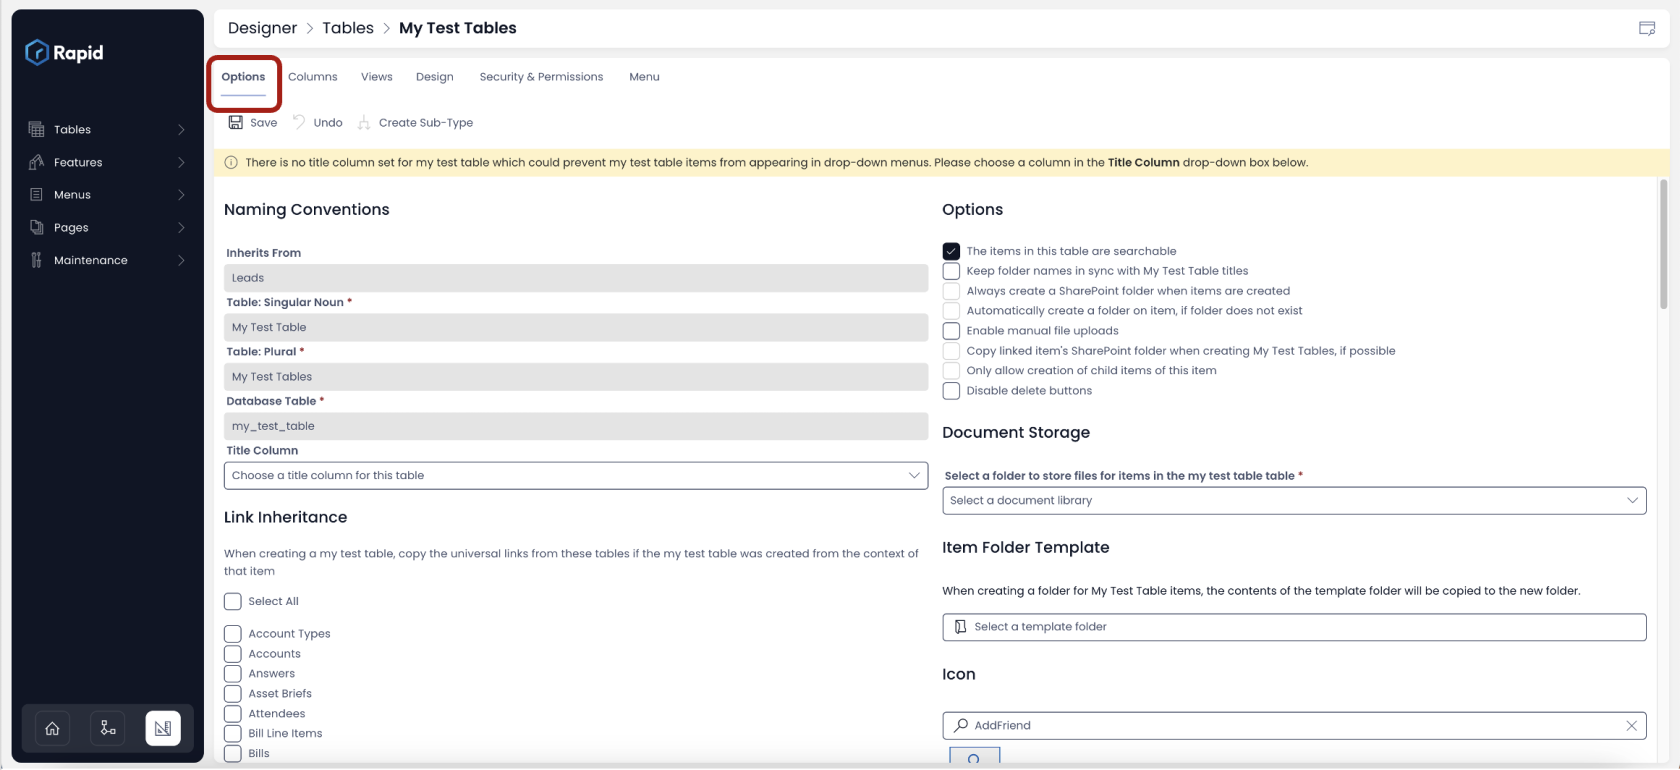 Rapid
Tables
Features
Menus
Pages
Maintenance
Designer > Tables > My Test Tables
Options Columns Views Design Security & Permissions Menu
Save Undo Create Sub-Type
There is no title column set for my test table which could prevent my test table items from appearing in drop-down menus. Please choose a column in the Title Column drop-down box below.
Naming Conventions
Inherits From
Leads
Table: Singular Noun *
My Test Table
Table: Plural *
My Test Tables
Database Table *
my_test_table
Title Column
Choose a title column for this table
Link Inheritance
When creating a my test table, copy the universal links from these tables if the my test table was created from the context of
that item
Select All
Account Types
Accounts
Answers
Asset Briefs
Attendees
Bill Line Items
Bills
Options
The items in this table are searchable
Keep folder names in sync with My Test Table titles
Always create a SharePoint folder when items are created
Automatically create a folder on item, if folder does not exist
Enable manual file uploads
Copy linked item's SharePoint folder when creating My Test Tables, if possible
Only allow creation of child items of this item
Disable delete buttons
Document Storage
Select a folder to store files for items in the my test table table *
Select a document library
Item Folder Template
When creating a folder for My Test Table items, the contents of the template folder will be copied to the new folder.
Select a template folder
Icon
AddFriend